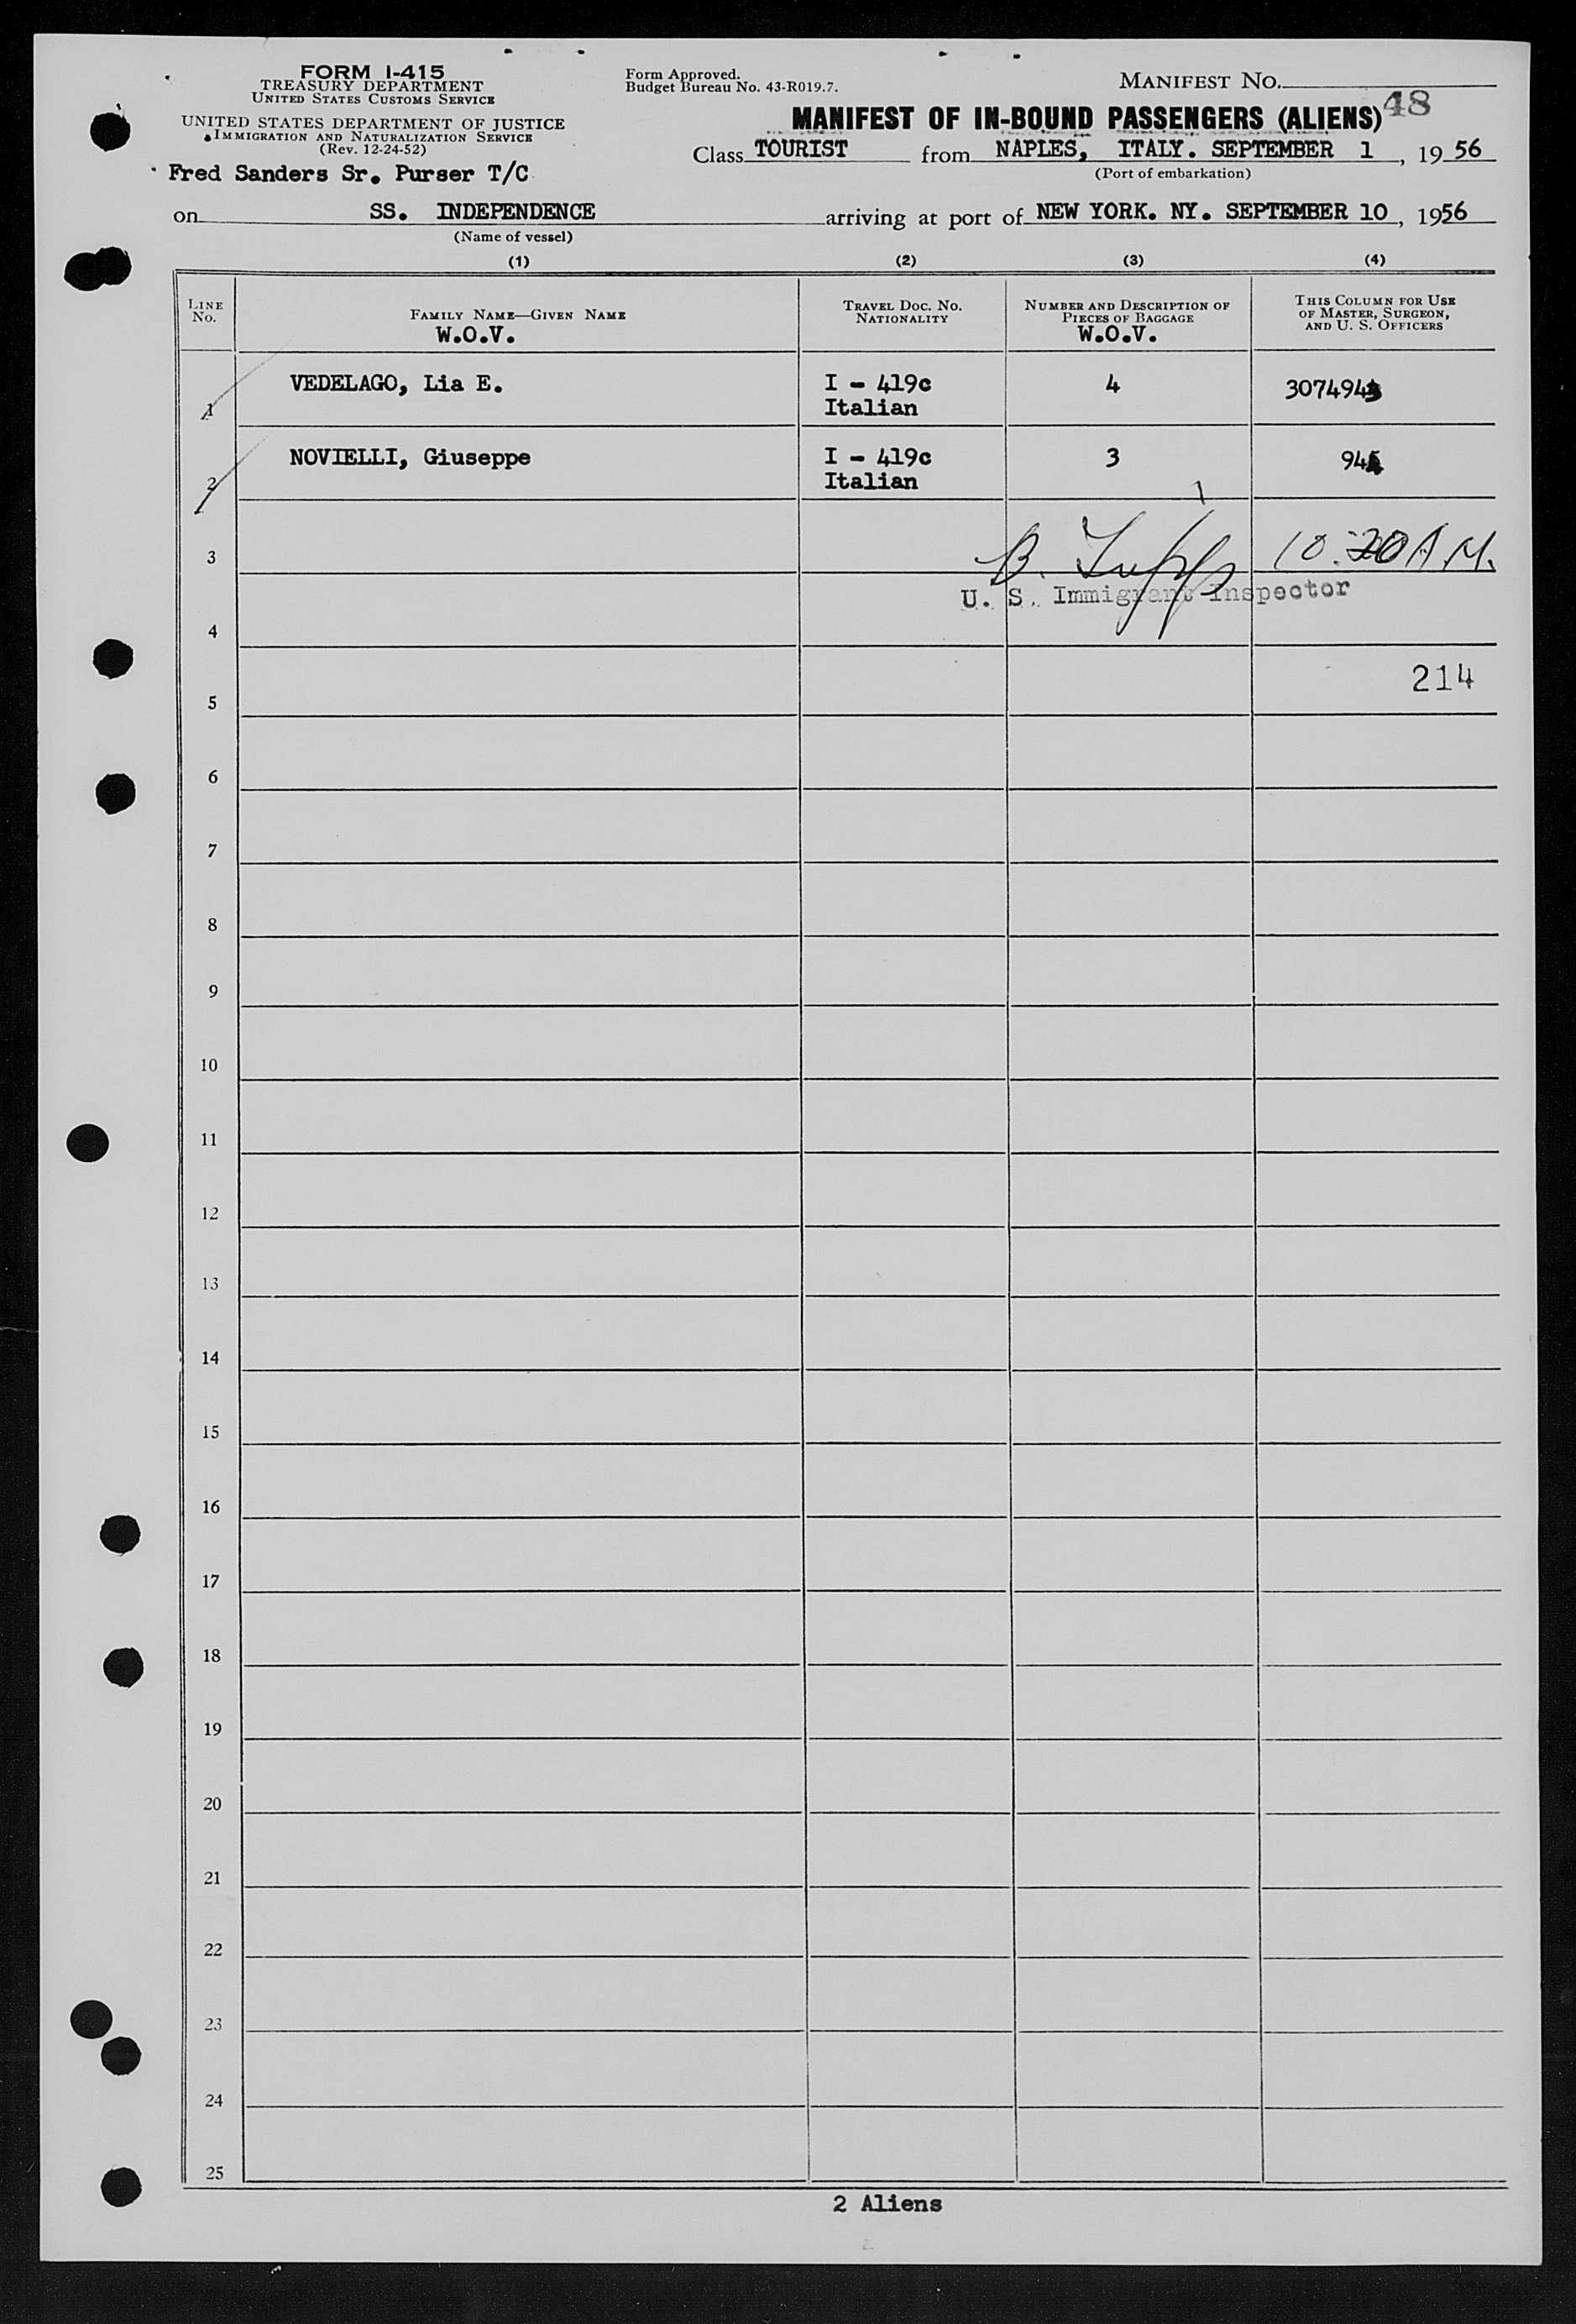 FORM I-415
TREASURY DEPARTMENT
UNITED STATES CUSTOMS SERVICE
UNITED STATES DEPARTMENT OF JUSTICE
IMMIGRATION AND NATURALIZATION SERVICE
(Rev. 12-24-52)
Form Approved.
Budget Bureau No. 43-R019.7.
MANIFEST NO.
48
MANIFEST OF IN-BOUND PASSENGERS (ALIENS)
Class TOURIST from NAPLES, ITALY. SEPTEMBER 1, 1956
(Port of embarkation)
Fred Sanders Sr. Purser T/C
on SS. INDEPENDENCE arriving at port of NEW YORK. NY. SEPTEMBER 10, 1956
(Name of vessel)
(1) (2) (3) (4)
LINE NO.
FAMILY NAME—GIVEN NAME
W.O.V.
TRAVEL DOC. NO.
NATIONALITY
NUMBER AND DESCRIPTION OF
PIECES OF BAGGAGE
W.O.V.
THIS COLUMN FOR USE
OF MASTER, SURGEON,
AND U. S. OFFICERS
1 VEDELAGO, Lia E. I - 419c 4
Italian
2 NOVIELLI, Giuseppe I - 419c 3
Italian
3 B. 10:20 A.M.
U. S. Immigrant Inspector
4
214
5
6
7
8
9
10
11
12
13
14
15
16
17
18
19
20
21
22
23
24
25
2 Aliens